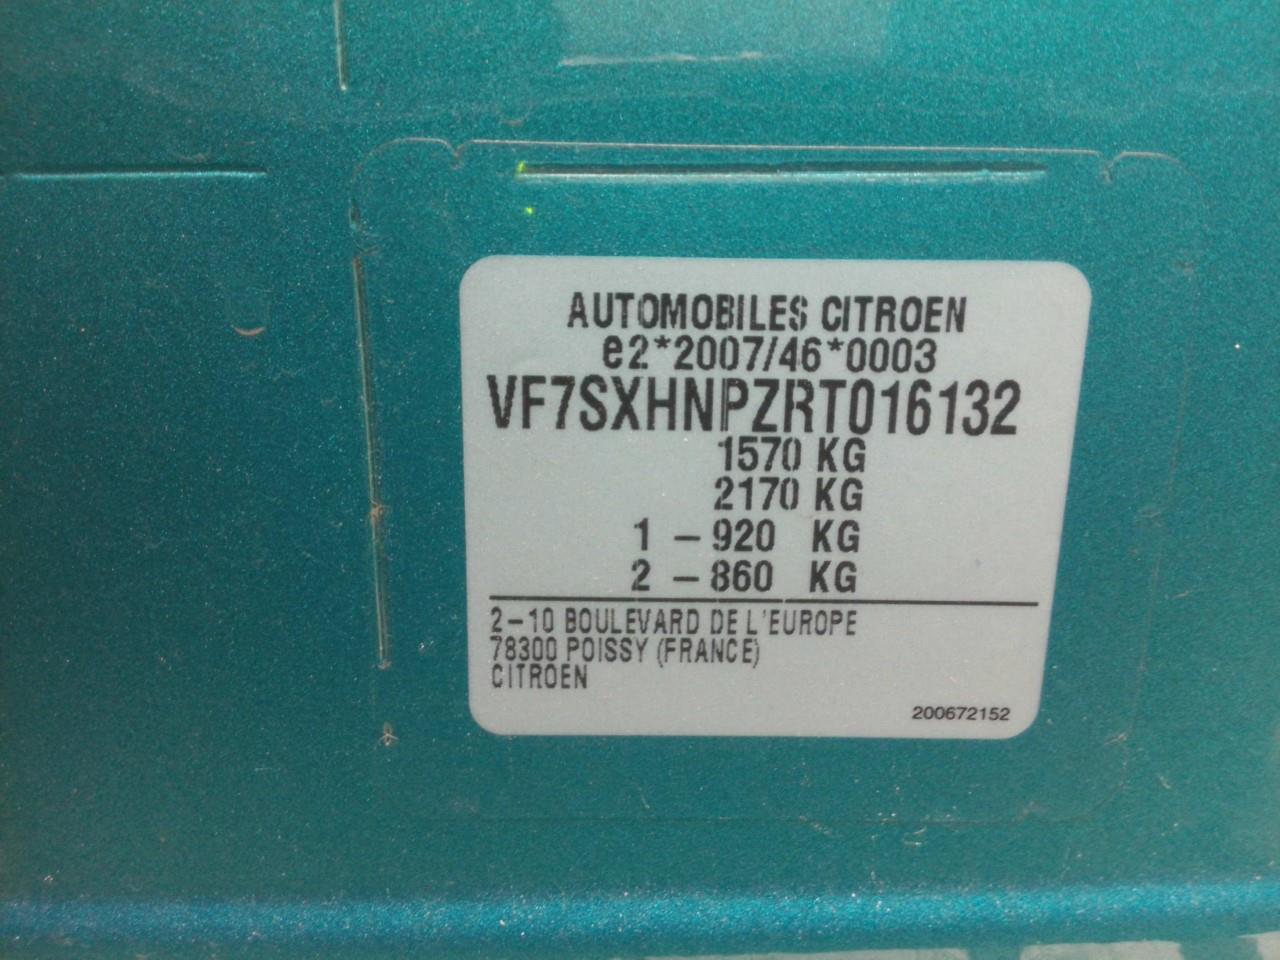 AUTOMOBILES CITROEN
e2*2007/46*0003
VF7SXHNPZRT016132
1570 KG
2170 KG
1 – 920 KG
2 – 860 KG
2–10 BOULEVARD DE L'EUROPE
78300 POISSY (FRANCE)
CITROEN
200672152